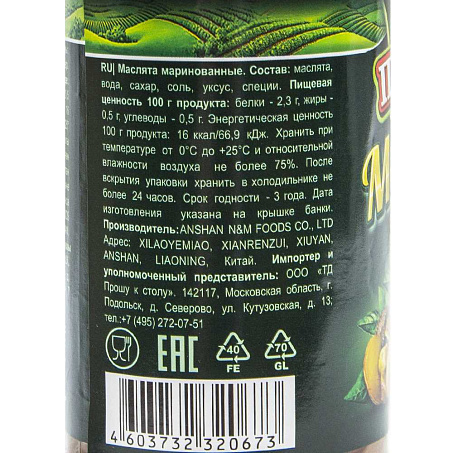 П
М
RU| Маслята маринованные. Состав: маслята,
вода, сахар, соль, уксус, специи. Пищевая
ценность 100 г продукта: белки - 2,3 г, жиры -
0,5 г, углеводы - 0,5 г. Энергетическая ценность
100 г продукта: 16 ккал/66,9 кДж. Хранить при
температуре от 0°С до +25°С и относительной
влажности воздуха не более 75%. После
вскрытия упаковки хранить в холодильнике не
более 24 часов. Срок годности - 3 года. Дата
изготовления указана на крышке банки.
Производитель:ANSHAN N&M FOODS CO., LTD
Адрес: XILAOYEMIAO, XIANRENZUI, XIUYAN,
ANSHAN, LIAONING, Китай. Импортер и
уполномоченный представитель: ООО «ТД
Прошу к столу». 142117, Московская область, г.
Подольск, д. Северово, ул. Кутузовская, д. 13;
тел.:+7 (495) 272-07-51
EAC
40
FE
70
GL
4 603732 320673